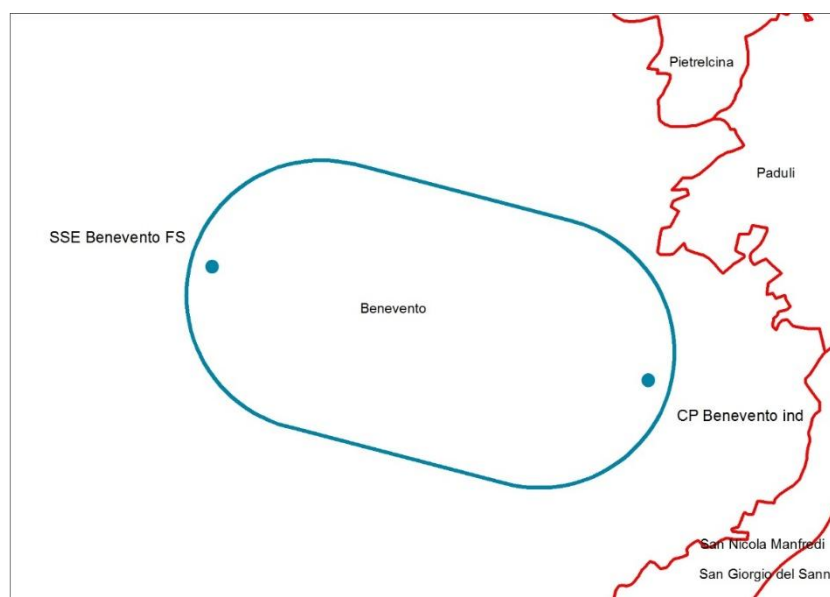 Pietrelcina
Paduli
SSE Benevento FS
Benevento
CP Benevento ind
San Nicola Manfredi
San Giorgio del Sann